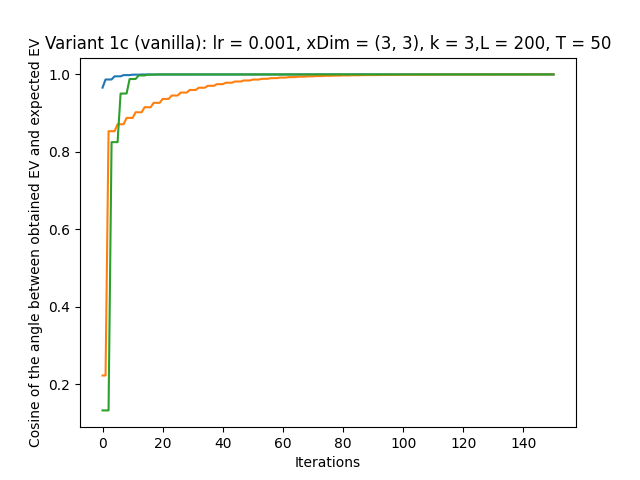 Variant 1c (vanilla): lr = 0.001, xDim = (3, 3), k = 3,L = 200, T = 50
Cosine of the angle between obtained EV and expected EV
1.0
0.8
0.6
0.4
0.2
0 20 40 60 80 100 120 140
Iterations